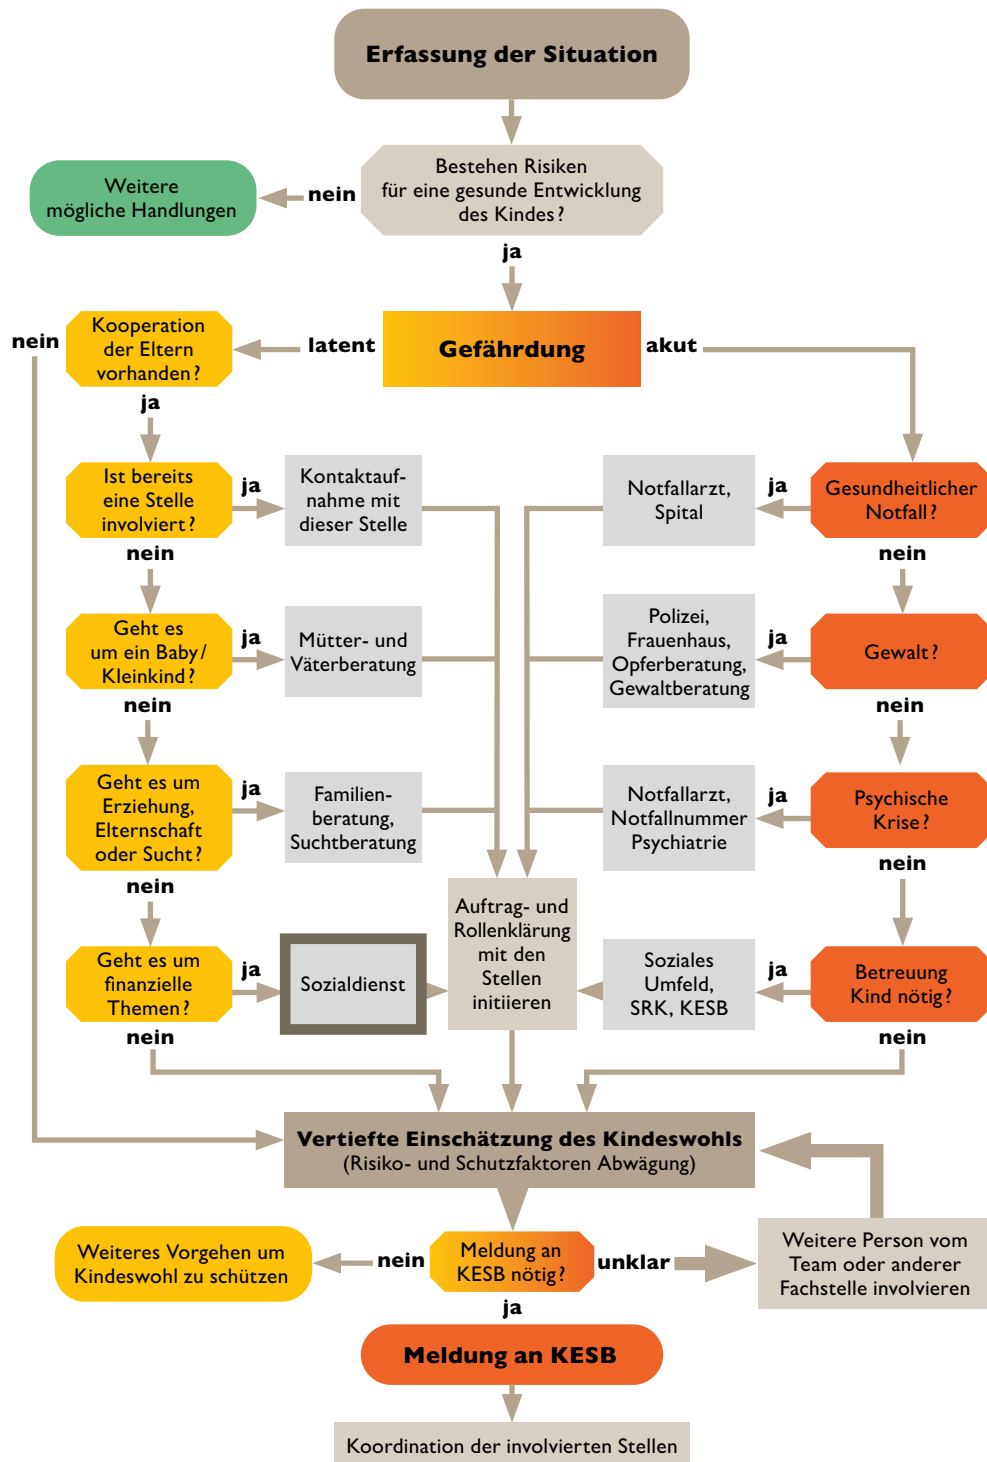 Erfassung der Situation
Bestehen Risiken
für eine gesunde Entwicklung
des Kindes?
nein
Weitere
mögliche Handlungen
ja
Gefährdung
latent
akut
Kooperation
der Eltern
vorhanden?
nein
ja
Ist bereits
eine Stelle
involviert?
ja
Kontaktauf-
nahme mit
dieser Stelle
nein
Geht es
um ein Baby/
Kleinkind?
ja
Mütter- und
Väterberatung
nein
Geht es um
Erziehung,
Elternschaft
oder Sucht?
ja
Familien-
beratung,
Suchtberatung
nein
Geht es um
finanzielle
Themen?
ja
Sozialdienst
nein
Gesundheitlicher
Notfall?
ja
Notfallarzt,
Spital
nein
Gewalt?
ja
Polizei,
Frauenhaus,
Opferberatung,
Gewaltberatung
nein
Psychische
Krise?
ja
Notfallarzt,
Notfallnummer
Psychiatrie
nein
Betreuung
Kind nötig?
ja
Soziales
Umfeld,
SRK, KESB
nein
Auftrag- und
Rollenklärung
mit den
Stellen
initiieren
Vertiefte Einschätzung des Kindeswohls
(Risiko- und Schutzfaktoren Abwägung)
Meldung an
KESB nötig?
nein
Weiteres Vorgehen um
Kindeswohl zu schützen
unklar
Weitere Person vom
Team oder anderer
Fachstelle involvieren
ja
Meldung an KESB
Koordination der involvierten Stellen